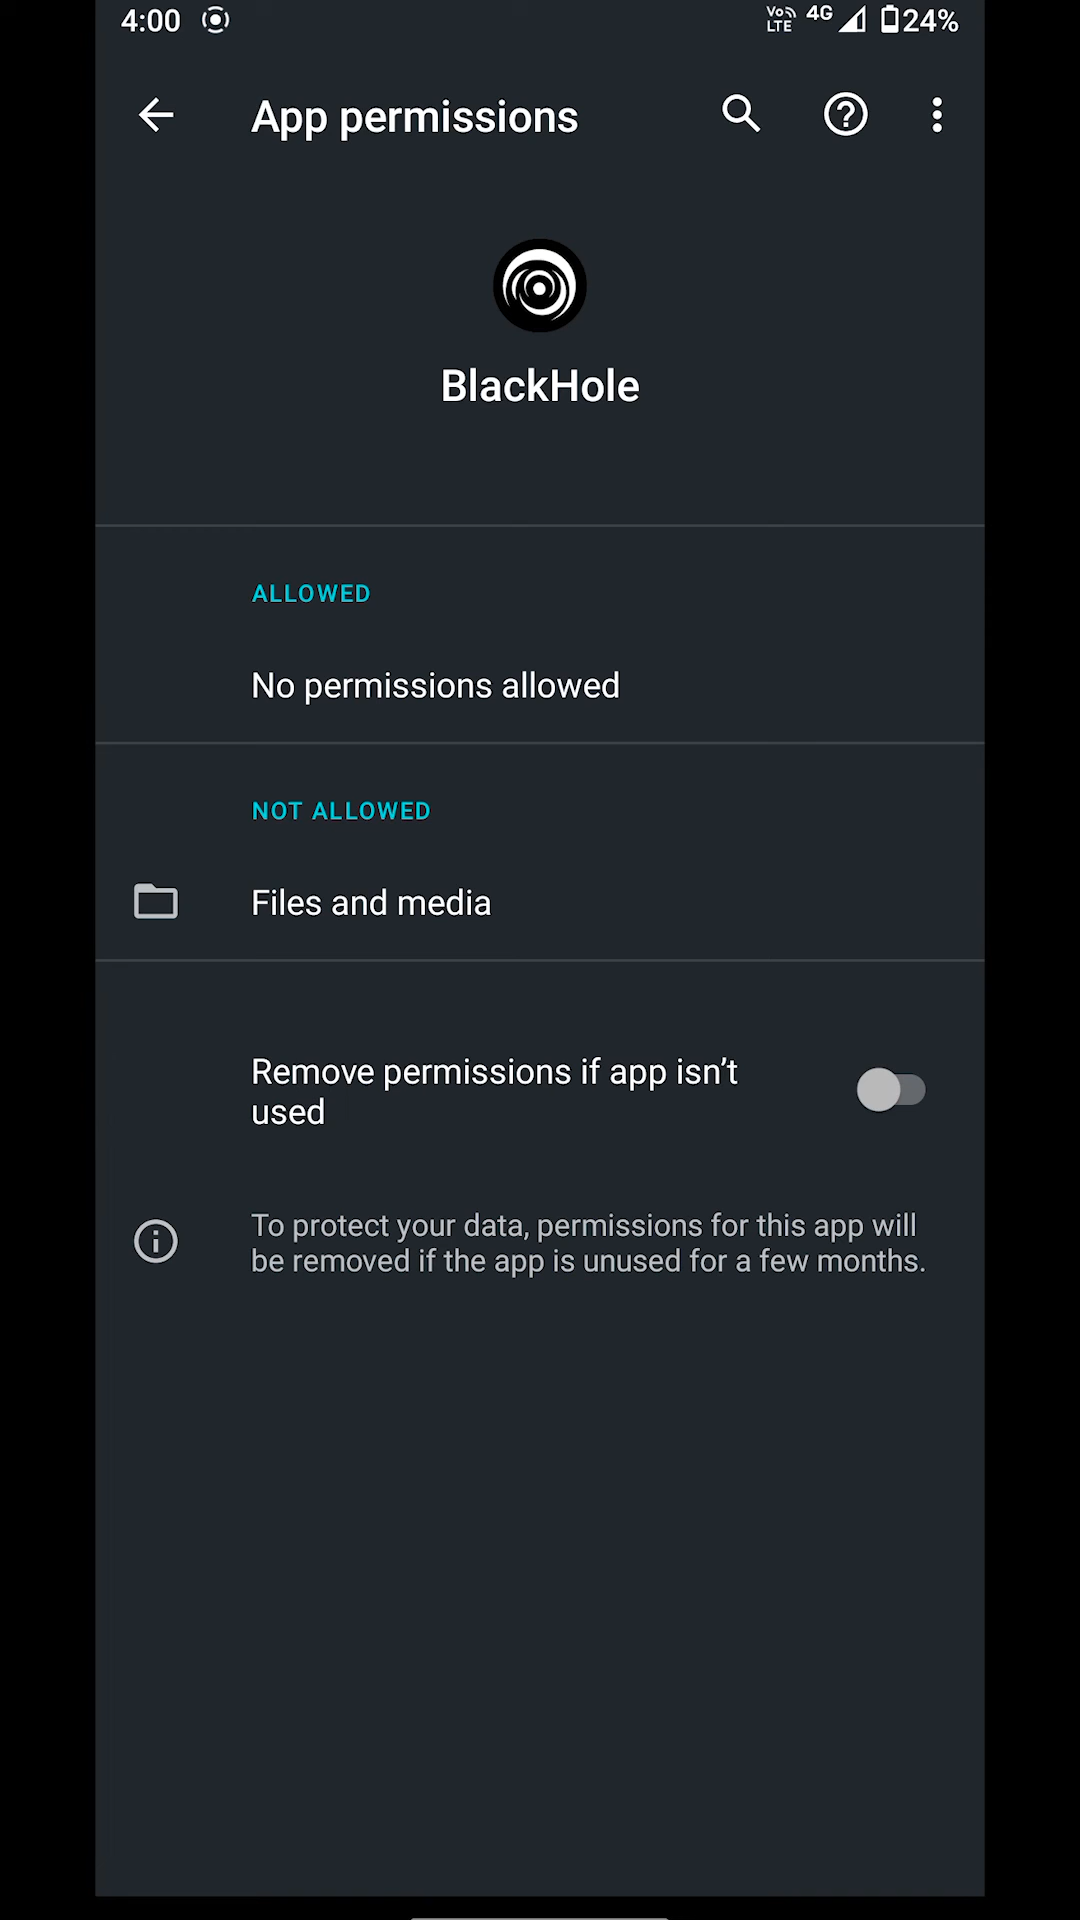 4:00 Vo LTE 4G 24%
App permissions
BlackHole
ALLOWED
No permissions allowed
NOT ALLOWED
Files and media
Remove permissions if app isn’t
used
To protect your data, permissions for this app will
be removed if the app is unused for a few months.